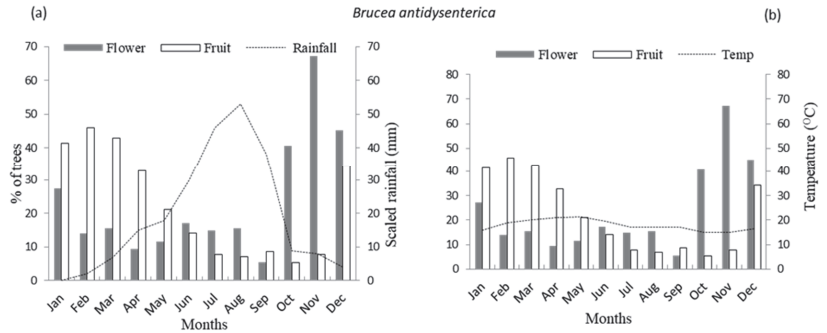 (a)
Brucea antidysenterica
(b)
Flower Fruit Rainfall
70
60
50
40
30
20
10
0
% of trees
70
60
50
40
30
20
10
0
Scaled rainfall (mm)
Jan Feb Mar Apr May Jun Jul Aug Sep Oct Nov Dec
Months
Flower Fruit Temp
80
70
60
50
40
30
20
10
0
80
70
60
50
40
30
20
10
0
Temperature (OC)
Jan Feb Mar Apr May Jun Jul Aug Sep Oct Nov Dec
Months